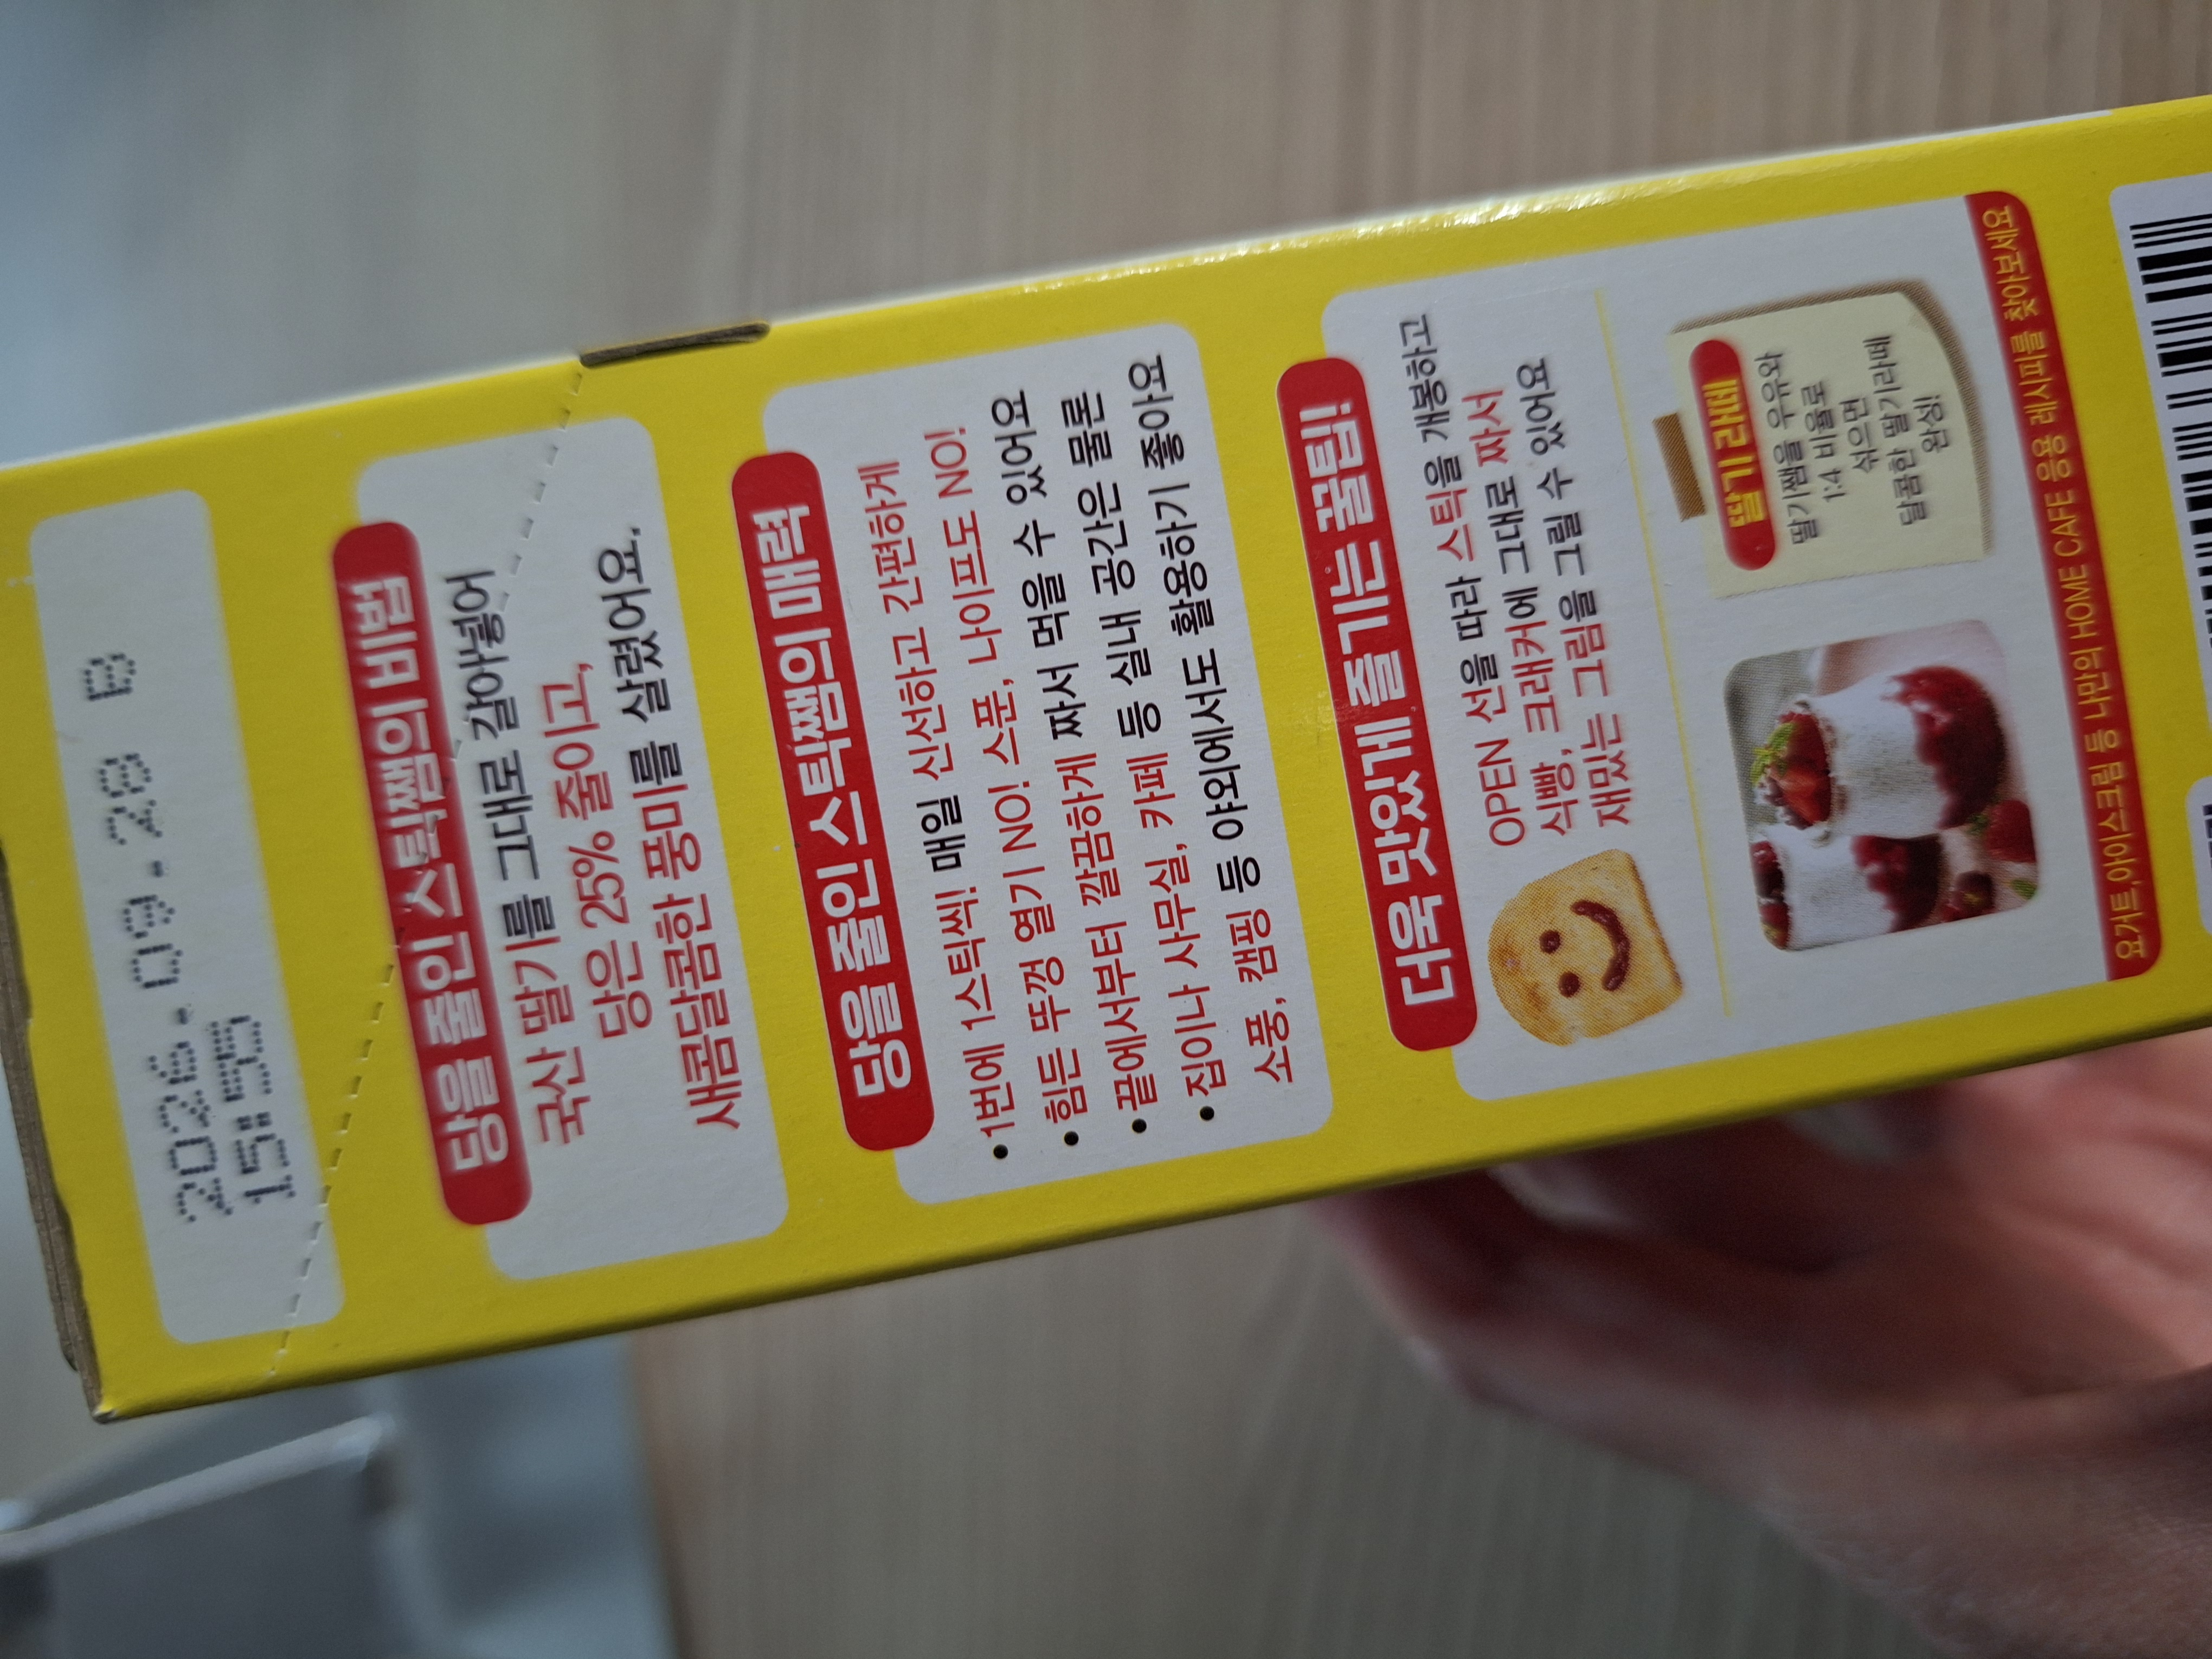 2026.09.28 B
15:15
당을 줄인 스틱쨈의 비법
국산 딸기를 그대로 갈아넣어
당은 25% 줄이고,
새콤달콤한 풍미를 살렸어요.
당을 줄인 스틱쨈의 매력
•1번에 1스틱씩! 매일 신선하고 간편하게
•힘든 뚜껑 열기 NO! 스푼, 나이프도 NO!
•끝에서부터 깔끔하게 짜서 먹을 수 있어요
•집이나 사무실, 카페 등 실내 공간은 물론
소풍, 캠핑 등 야외에서도 활용하기 좋아요
더욱 맛있게 즐기는 꿀팁!
OPEN 선을 따라 스틱을 개봉하고
식빵, 크래커에 그대로 짜서
재밌는 그림을 그릴 수 있어요
딸기 라떼
딸기쨈을 우유와
1:4 비율로
섞으면
달콤한 딸기라떼
완성!
요거트,아이스크림 등 나만의 HOME CAFE 응용 레시피를 찾아보세요